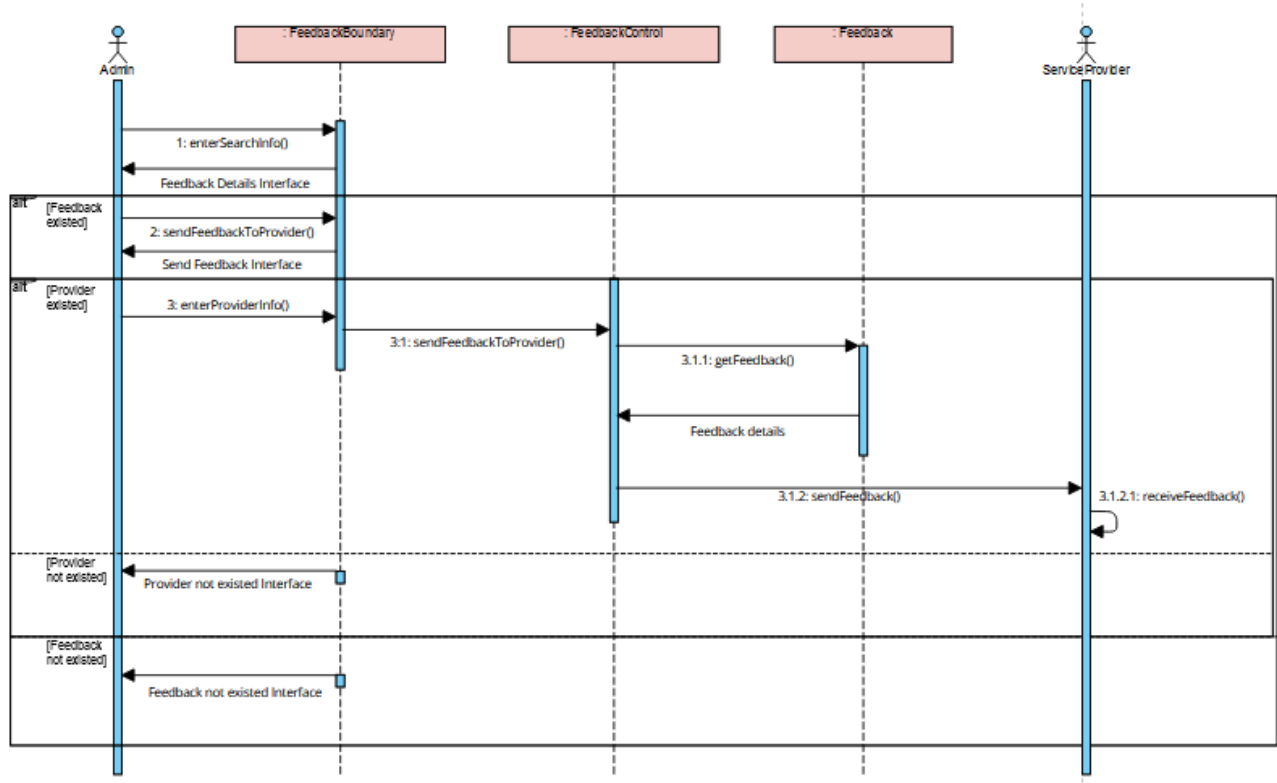 : FeedbackBoundary
: FeedbackControl
: Feedback
Admin
ServiceProvider
1: enterSearchInfo()
Feedback Details Interface
alt
[Feedback
existed]
2: sendFeedbackToProvider()
Send Feedback Interface
alt
[Provider
existed]
3: enterProviderInfo()
3.1: sendFeedbackToProvider()
3.1.1: getFeedback()
Feedback details
3.1.2: sendFeedback()
3.1.2.1: receiveFeedback()
[Provider
not existed]
Provider not existed Interface
[Feedback
not existed]
Feedback not existed Interface